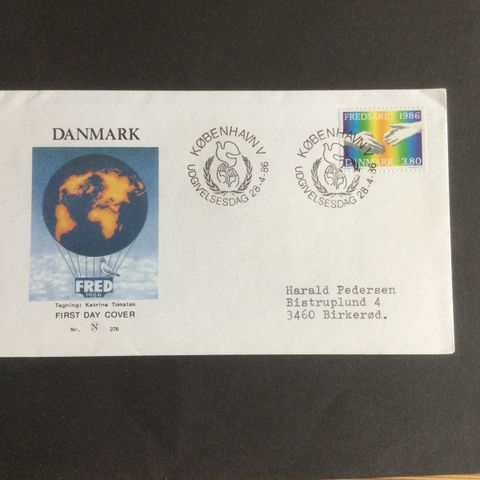 DANMARK
FRED
1986
Tegning: Katrine Tomalak
FIRST DAY COVER
Nr. N 276
KØBENHAVN V
UDGIVELSESDAG 28-4-86
KØBENHAVN V
UDGIVELSESDAG 28-4-86
FREDSÅRET 1986
DANMARK 3.80
Harald Pedersen
Bistruplund 4
3460 Birkerød.